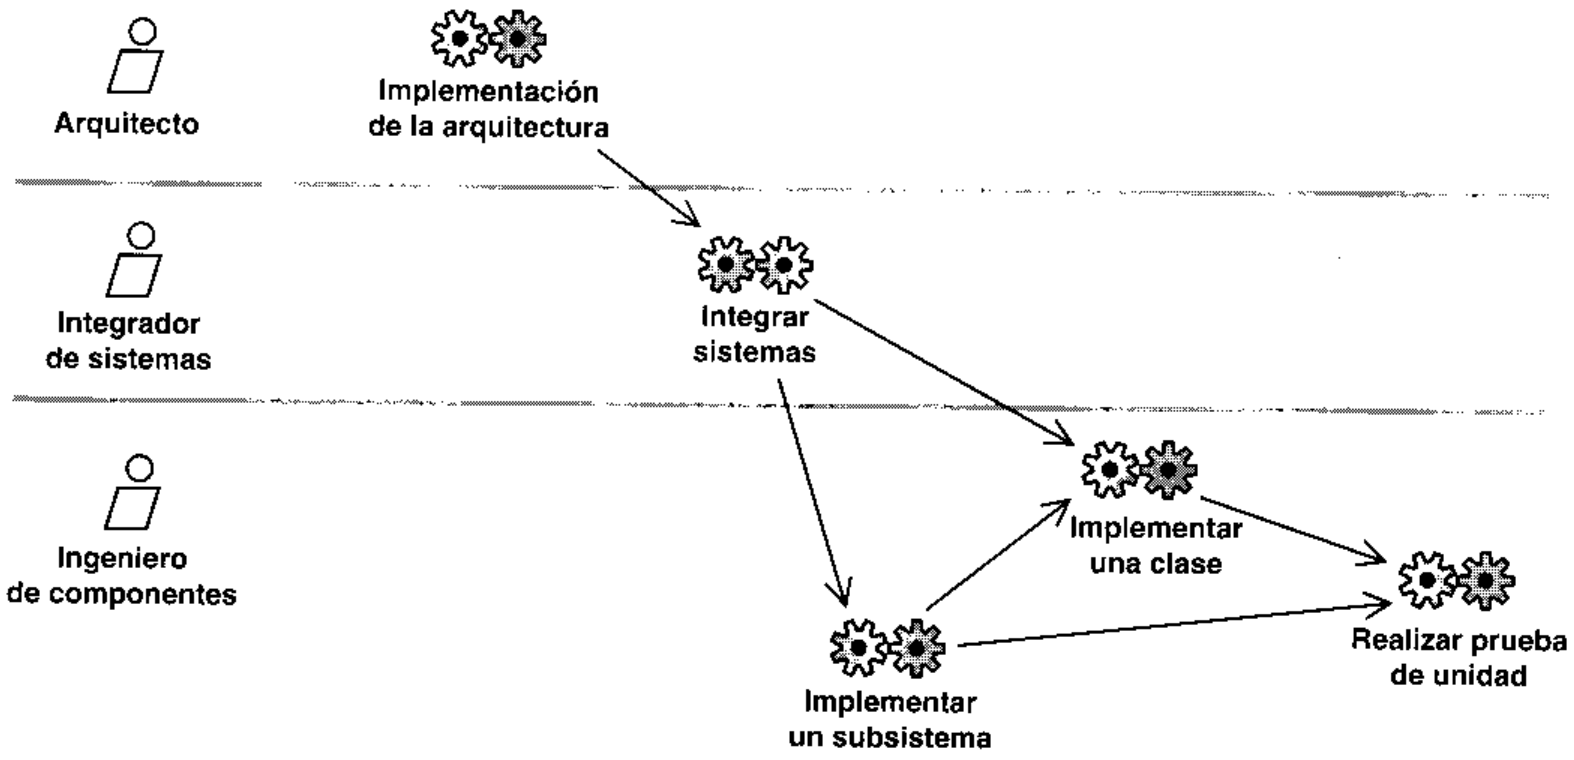 Arquitecto
Implementación
de la arquitectura
Integrador
de sistemas
Integrar
sistemas
Ingeniero
de componentes
Implementar
una clase
Realizar prueba
de unidad
Implementar
un subsistema